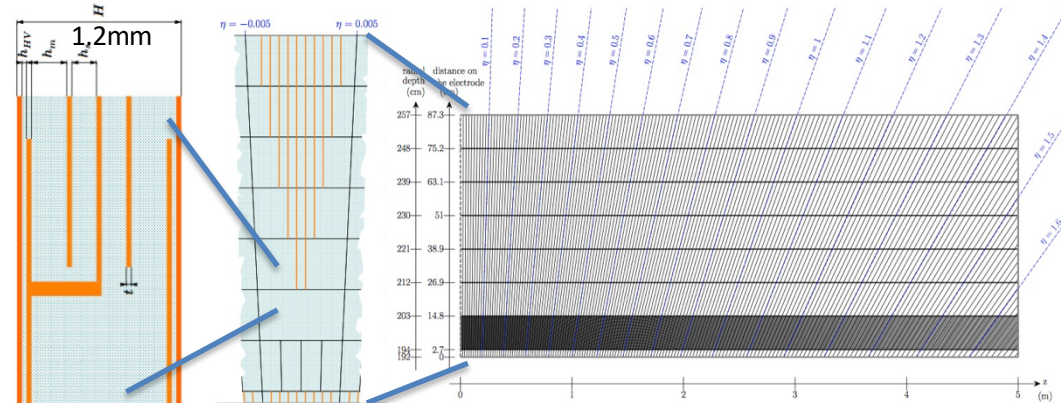 H
1,2mm
h_HV
h_m
t
η = −0.005
η = 0.005
radial depth (cm)
distance on the electrode
257
248
239
230
221
212
203
194
192
87.3
75.2
63.1
51
38.9
26.9
14.8
2.7
0
η = 0.1
η = 0.2
η = 0.3
η = 0.4
η = 0.5
η = 0.6
η = 0.7
η = 0.8
η = 0.9
η = 1
η = 1.1
η = 1.2
η = 1.3
η = 1.4
η = 1.5
η = 1.6
0
1
2
3
4
5
z
(m)